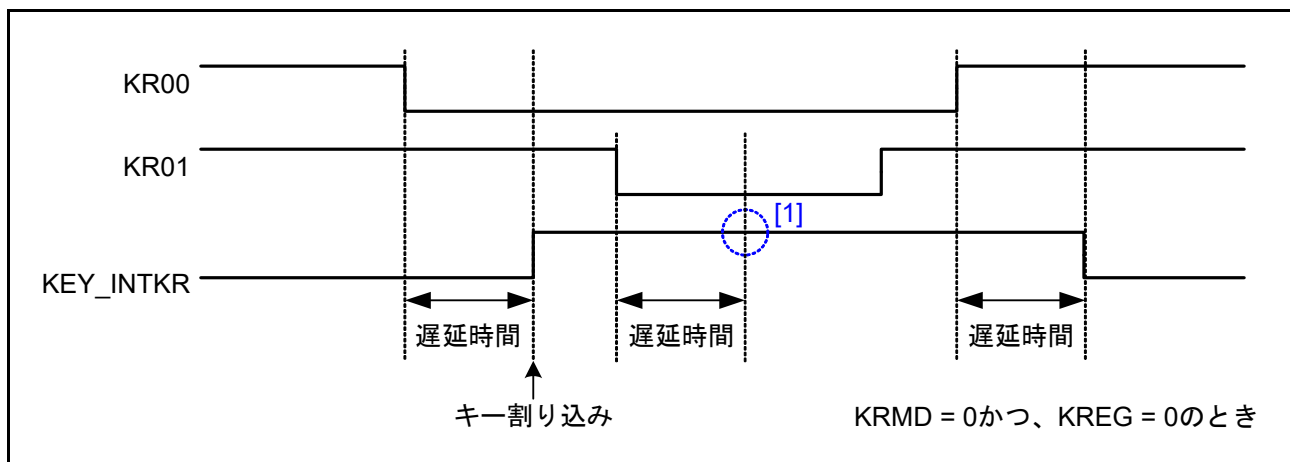 KR00
KR01
[1]
KEY_INTKR
遅延時間 遅延時間 遅延時間
キー割り込み
KRMD = 0かつ、KREG = 0のとき